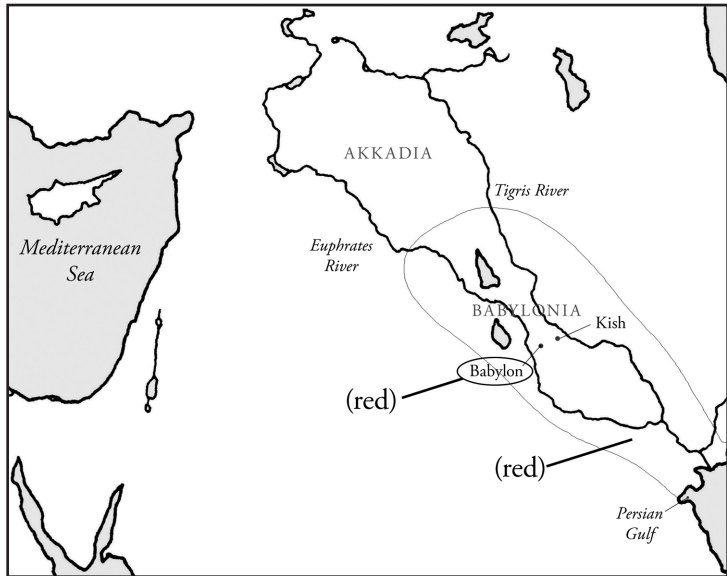 AKKADIA
Tigris River
Mediterranean
Sea
Euphrates
River
BABYLONIA
Kish
Babylon
(red)
(red)
Persian
Gulf